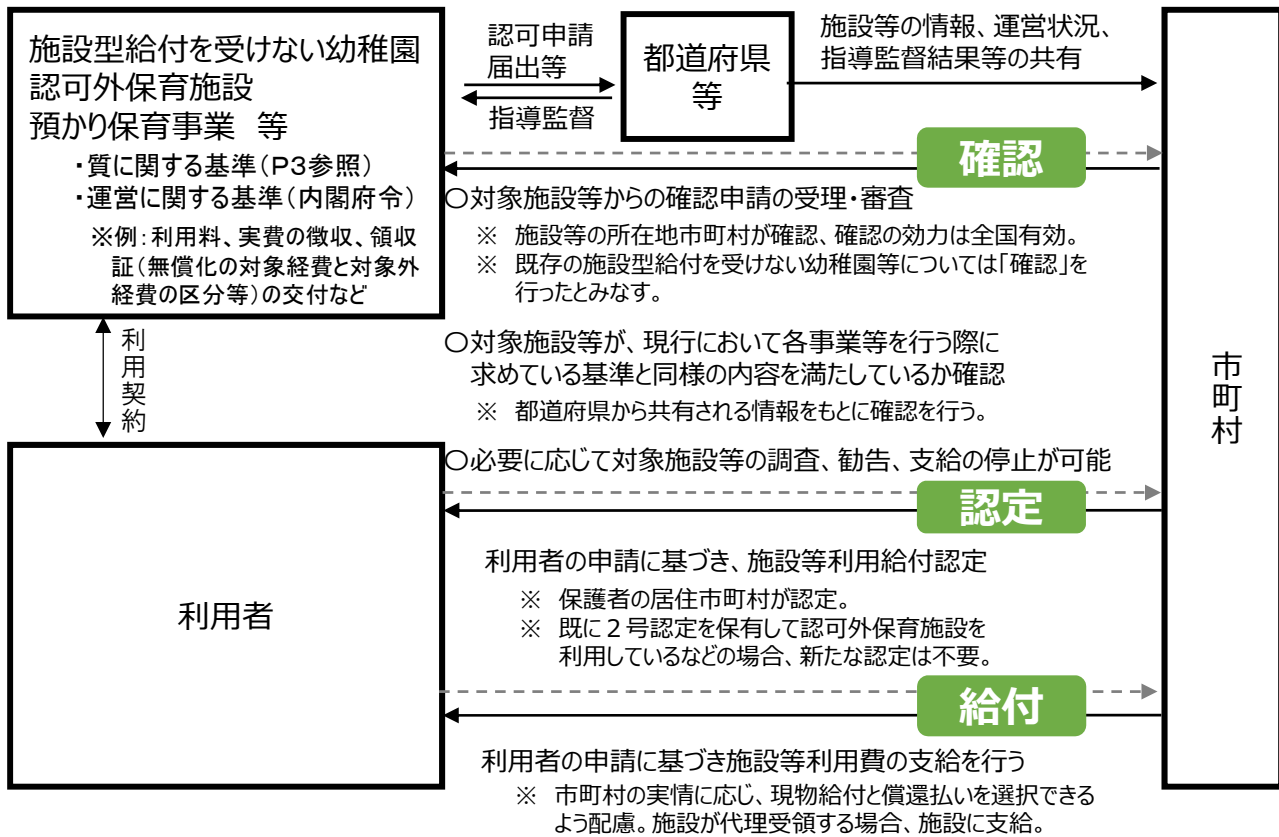 施設型給付を受けない幼稚園
認可外保育施設
預かり保育事業 等
・質に関する基準(P3参照)
・運営に関する基準(内閣府令)
※例:利用料、実費の徴収、領収
証(無償化の対象経費と対象外
経費の区分等)の交付など
認可申請
届出等
指導監督
都道府県
等
施設等の情報、運営状況、
指導監督結果等の共有
確認
〇対象施設等からの確認申請の受理・審査
※ 施設等の所在地市町村が確認、確認の効力は全国有効。
※ 既存の施設型給付を受けない幼稚園等については「確認」を
行ったとみなす。
〇対象施設等が、現行において各事業等を行う際に
求めている基準と同様の内容を満たしているか確認
※ 都道府県から共有される情報をもとに確認を行う。
〇必要に応じて対象施設等の調査、勧告、支給の停止が可能
利用契約
利用者
認定
利用者の申請に基づき、施設等利用給付認定
※ 保護者の居住市町村が認定。
※ 既に2号認定を保有して認可外保育施設を
利用しているなどの場合、新たな認定は不要。
給付
利用者の申請に基づき施設等利用費の支給を行う
※ 市町村の実情に応じ、現物給付と償還払いを選択できる
よう配慮。施設が代理受領する場合、施設に支給。
市町村